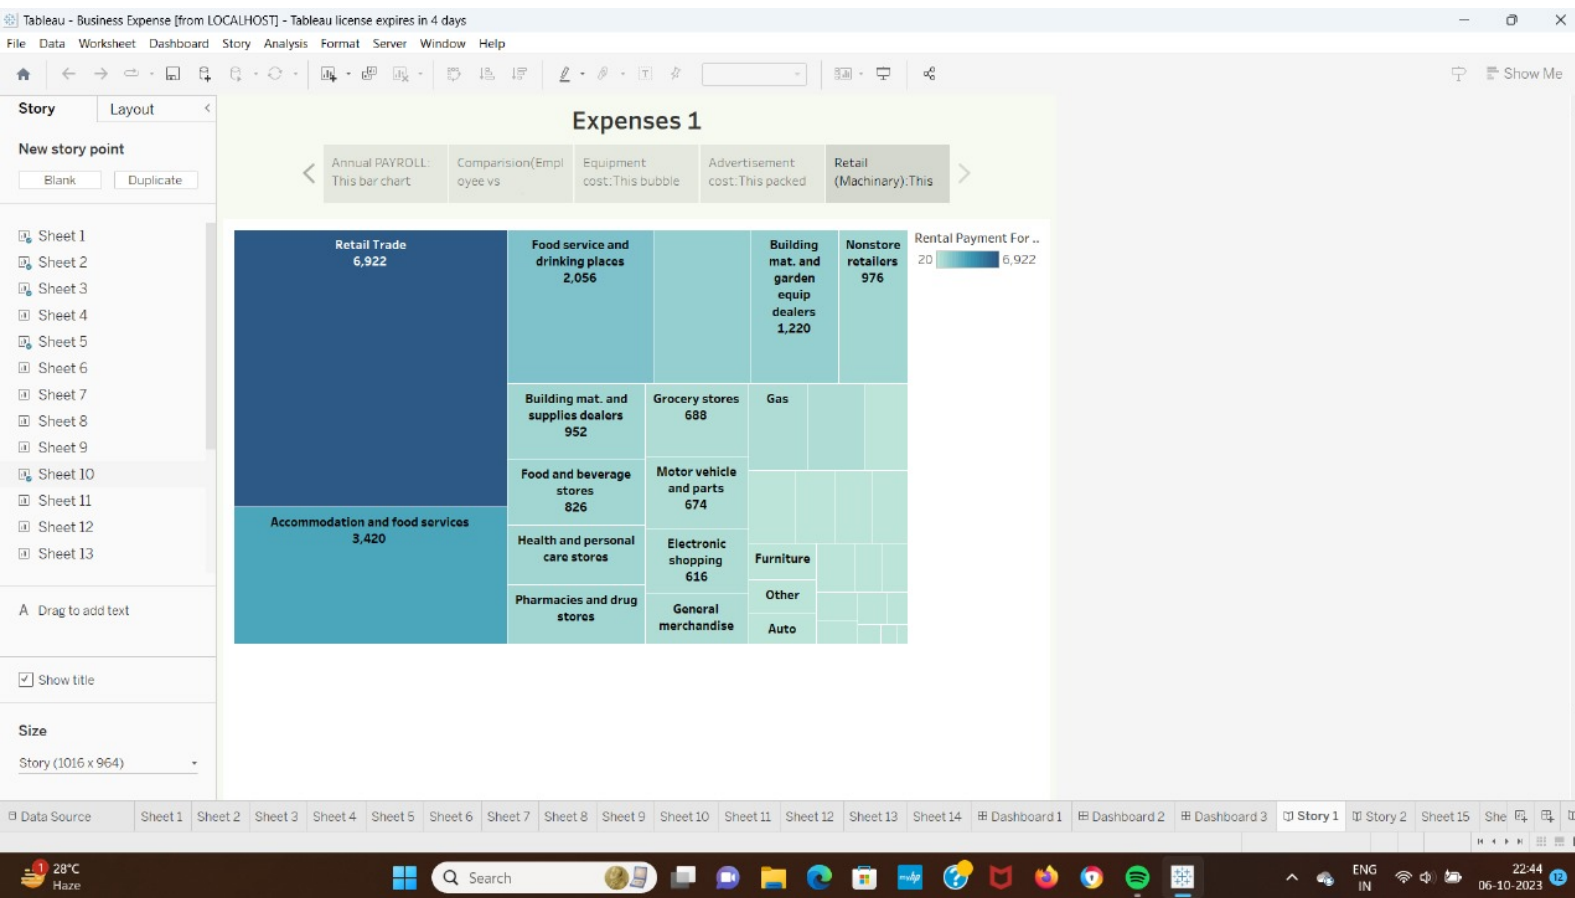 Tableau - Business Expense [from LOCALHOST] - Tableau license expires in 4 days
File Data Worksheet Dashboard Story Analysis Format Server Window Help
Show Me
Story Layout
New story point
Blank Duplicate
Sheet 1
Sheet 2
Sheet 3
Sheet 4
Sheet 5
Sheet 6
Sheet 7
Sheet 8
Sheet 9
Sheet 10
Sheet 11
Sheet 12
Sheet 13
A Drag to add text
Show title
Size
Story (1016 x 964)
Expenses 1
Annual PAYROLL:
This bar chart
Comparision(Empl
oyee vs
Equipment
cost:This bubble
Advertisement
cost:This packed
Retail
(Machinary):This
Retail Trade
6,922
Accommodation and food services
3,420
Food service and
drinking places
2,056
Building
mat. and
garden
equip
dealers
1,220
Nonstore
retailers
976
Building mat. and
supplies dealers
952
Food and beverage
stores
826
Health and personal
care stores
Pharmacies and drug
stores
Grocery stores
688
Motor vehicle
and parts
674
Electronic
shopping
616
General
merchandise
Gas
Furniture
Other
Auto
Rental Payment For ..
20 6,922
Data Source Sheet 1 Sheet 2 Sheet 3 Sheet 4 Sheet 5 Sheet 6 Sheet 7 Sheet 8 Sheet 9 Sheet 10 Sheet 11 Sheet 12 Sheet 13 Sheet 14 Dashboard 1 Dashboard 2 Dashboard 3 Story 1 Story 2 Sheet 15 She
1
28°C
Haze
Search
myhp
ENG
IN
22:44
06-10-2023
12